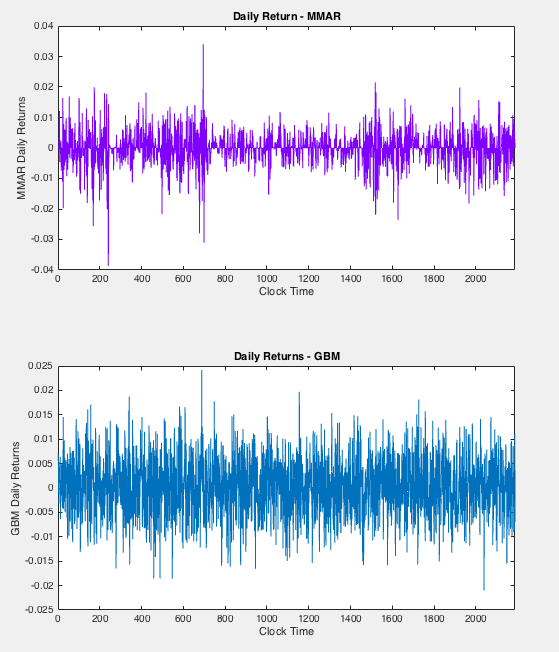 Daily Return - MMAR
0.04
0.03
0.02
0.01
0
-0.01
-0.02
-0.03
-0.04
MMAR Daily Returns
0 200 400 600 800 1000 1200 1400 1600 1800 2000
Clock Time
Daily Returns - GBM
0.025
0.02
0.015
0.01
0.005
0
-0.005
-0.01
-0.015
-0.02
-0.025
GBM Daily Returns
0 200 400 600 800 1000 1200 1400 1600 1800 2000
Clock Time